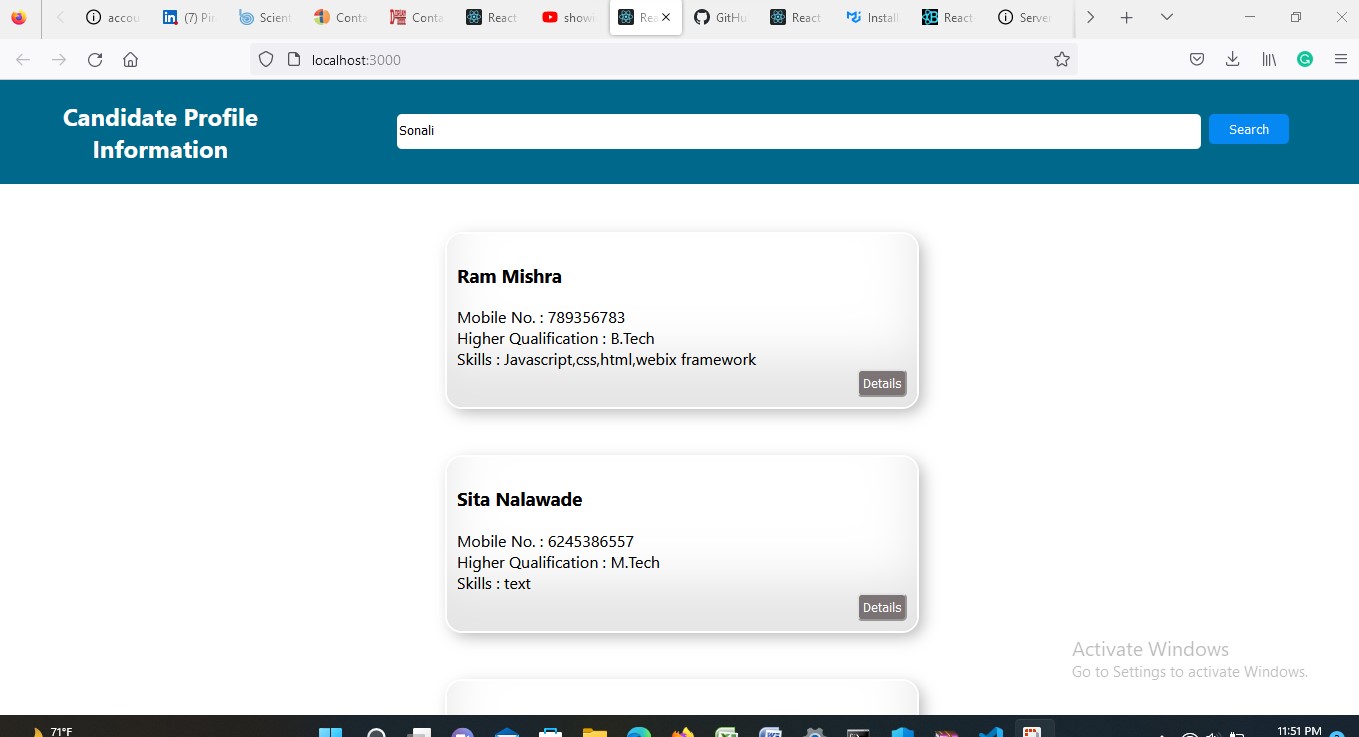 accou
(7) Pir
Scient
Conta
Conta
React
showi
Rea
GitHu
React
Install
React
Server
localhost:3000
Candidate Profile
Information
Sonali
Search
Ram Mishra
Mobile No. : 789356783
Higher Qualification : B.Tech
Skills : Javascript,css,html,webix framework
Details
Sita Nalawade
Mobile No. : 6245386557
Higher Qualification : M.Tech
Skills : text
Details
Activate Windows
Go to Settings to activate Windows.
71°F
11:51 PM